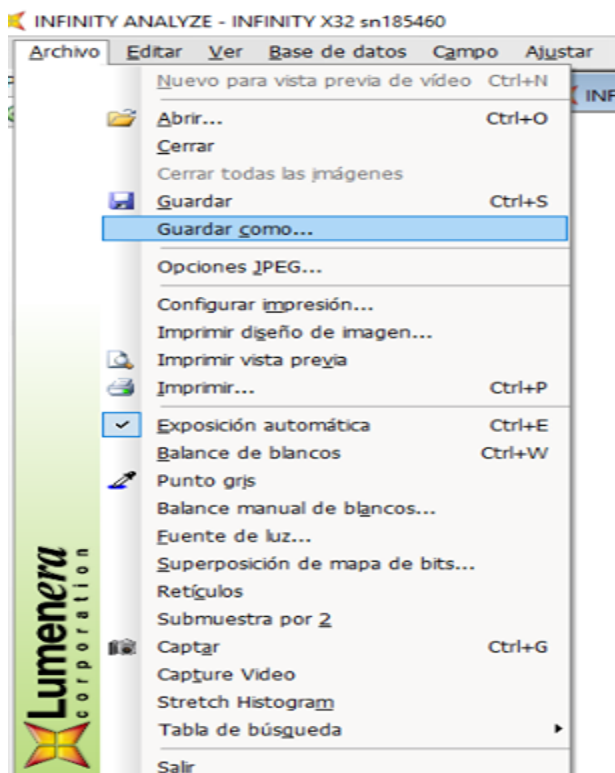 INFINITY ANALYZE - INFINITY X32 sn185460
Archivo Editar Ver Base de datos Campo Ajustar
Nuevo para vista previa de vídeo Ctrl+N
INF
Abrir... Ctrl+O
Cerrar
Cerrar todas las imágenes
Guardar Ctrl+S
Guardar como...
Opciones JPEG...
Configurar impresión...
Imprimir diseño de imagen...
Imprimir vista previa
Imprimir... Ctrl+P
Exposición automática Ctrl+E
Balance de blancos Ctrl+W
Punto gris
Balance manual de blancos...
Fuente de luz...
Superposición de mapa de bits...
Retículos
Submuestra por 2
Captar Ctrl+G
Capture Video
Stretch Histogram
Tabla de búsqueda
Salir
Lumenera
corporation